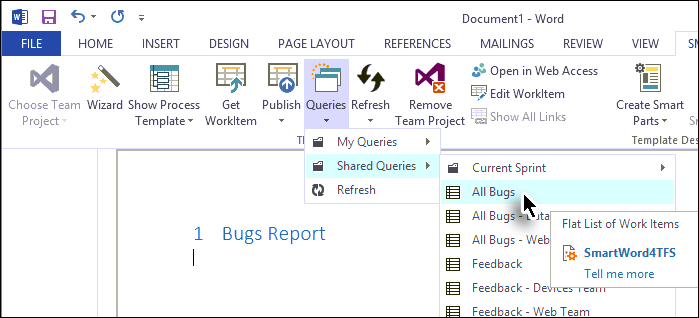 Document1 - Word
FILE HOME INSERT DESIGN PAGE LAYOUT REFERENCES MAILINGS REVIEW VIEW
Choose Team Project
Wizard
Show Process Template
Get WorkItem
Publish
Queries
Refresh
Remove Team Project
Open in Web Access
Edit WorkItem
Show All Links
Create Smart Parts
Template Des
My Queries
Shared Queries
Refresh
Current Sprint
All Bugs
All Bugs -
All Bugs - Web
Feedback
Feedback - Devices Team
Feedback - Web Team
Flat List of Work Items
SmartWord4TFS
Tell me more
1 Bugs Report